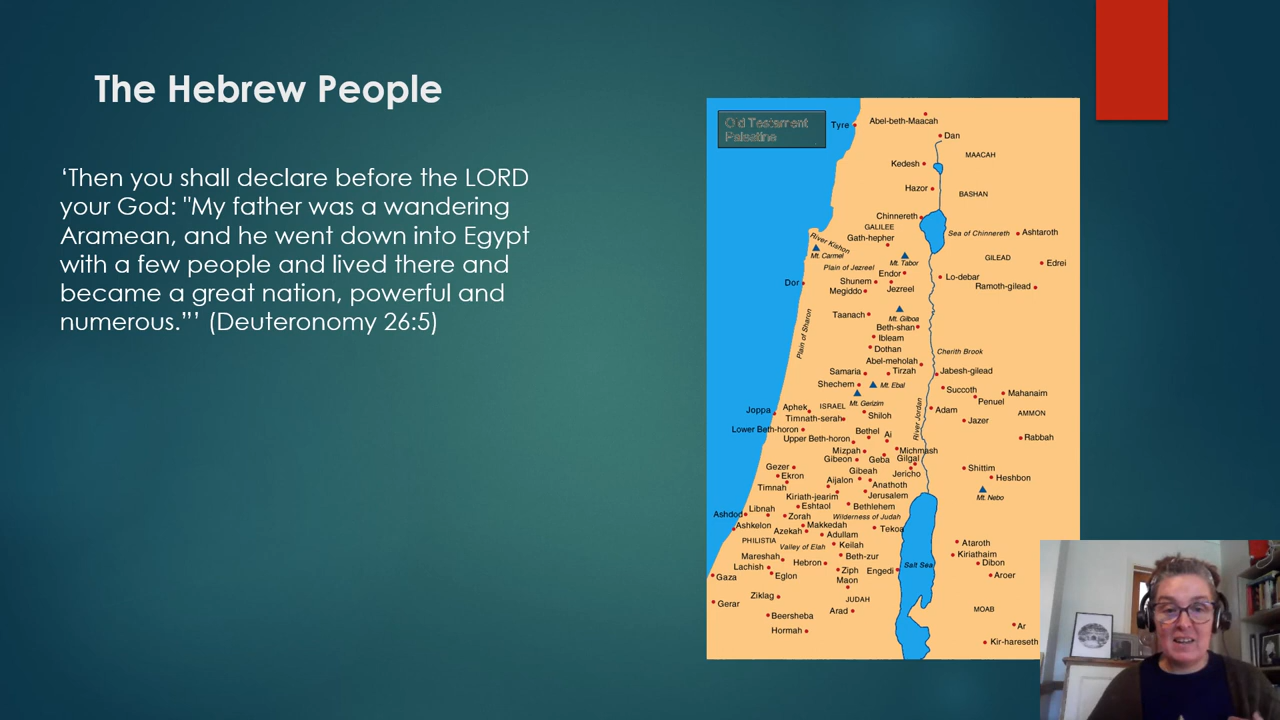 The Hebrew People
‘Then you shall declare before the LORD
your God: "My father was a wandering
Aramean, and he went down into Egypt
with a few people and lived there and
became a great nation, powerful and
numerous.”’ (Deuteronomy 26:5)
Old Testament
Palestine
Tyre
Abel-beth-Maacah
Dan
MAACAH
Kedesh
Hazor
BASHAN
Chinnereth
GALILEE
Sea of Chinnereth
Ashtaroth
Gath-hepher
River Kishon
Mt. Carmel
Mt. Tabor
GILEAD
Edrei
Plain of Jezreel
Endor
Lo-debar
Dor
Shunem
Jezreel
Ramoth-gilead
Megiddo
Taanach
Mt. Gilboa
Beth-shan
Plain of Sharon
Ibleam
Dothan
Cherith Brook
Abel-meholah
Samaria
Tirzah
Jabesh-gilead
Shechem
Mt. Ebal
Succoth
Mahanaim
Mt. Gerizim
Penuel
Joppa
Aphek
ISRAEL
Shiloh
River Jordan
Adam
AMMON
Timnath-serah
Jazer
Lower Beth-horon
Bethel
Ai
Upper Beth-horon
Rabbah
Mizpah
Michmash
Gibeon
Geba
Gilgal
Gezer
Gibeah
Jericho
Shittim
Ekron
Aijalon
Anathoth
Heshbon
Timnah
Kiriath-jearim
Jerusalem
Mt. Nebo
Libnah
Eshtaol
Bethlehem
Ashdod
Zorah
Wilderness of Judah
Ashkelon
Makkedah
Tekoa
Azekah
Adullam
PHILISTIA
Valley of Elah
Keilah
Ataroth
Mareshah
Beth-zur
Kiriathaim
Lachish
Hebron
Salt Sea
Dibon
Gaza
Eglon
Ziph
Engedi
Aroer
Maon
Ziklag
JUDAH
Gerar
Arad
MOAB
Beersheba
Ar
Hormah
Kir-hareseth